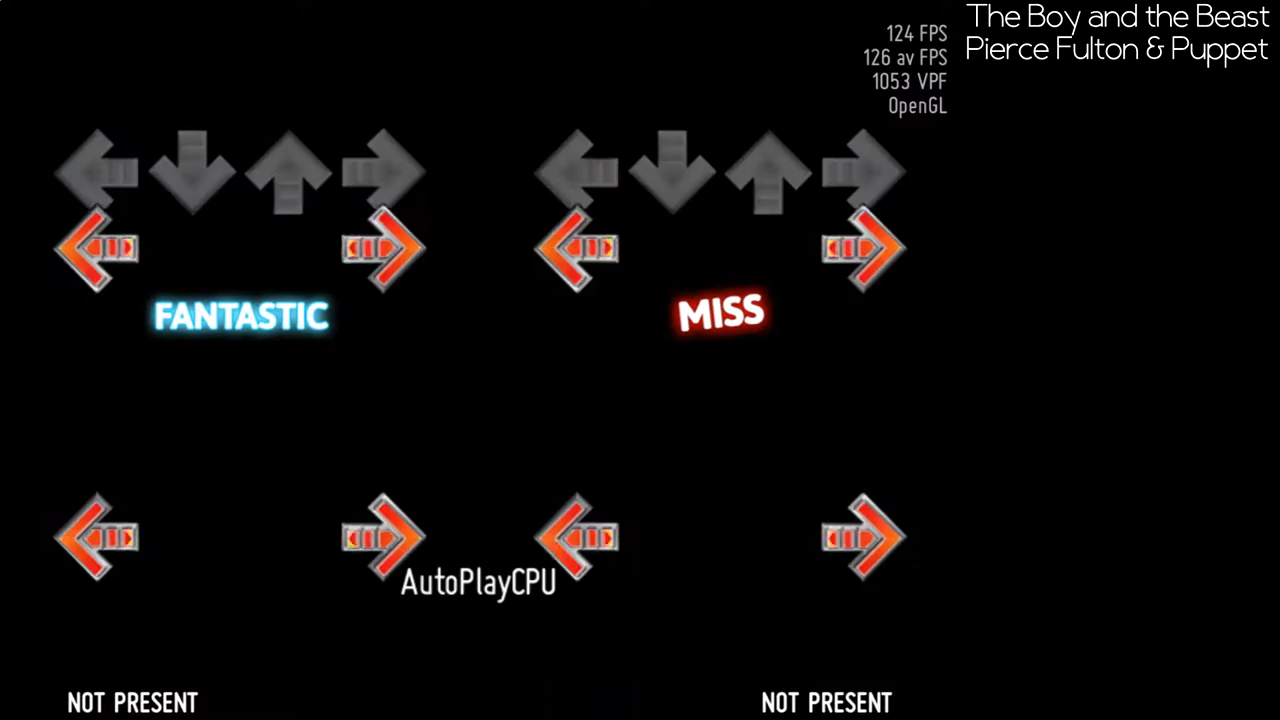 The Boy and the Beast
Pierce Fulton & Puppet
124 FPS
126 av FPS
1053 VPF
OpenGL
FANTASTIC
MISS
AutoPlayCPU
NOT PRESENT
NOT PRESENT